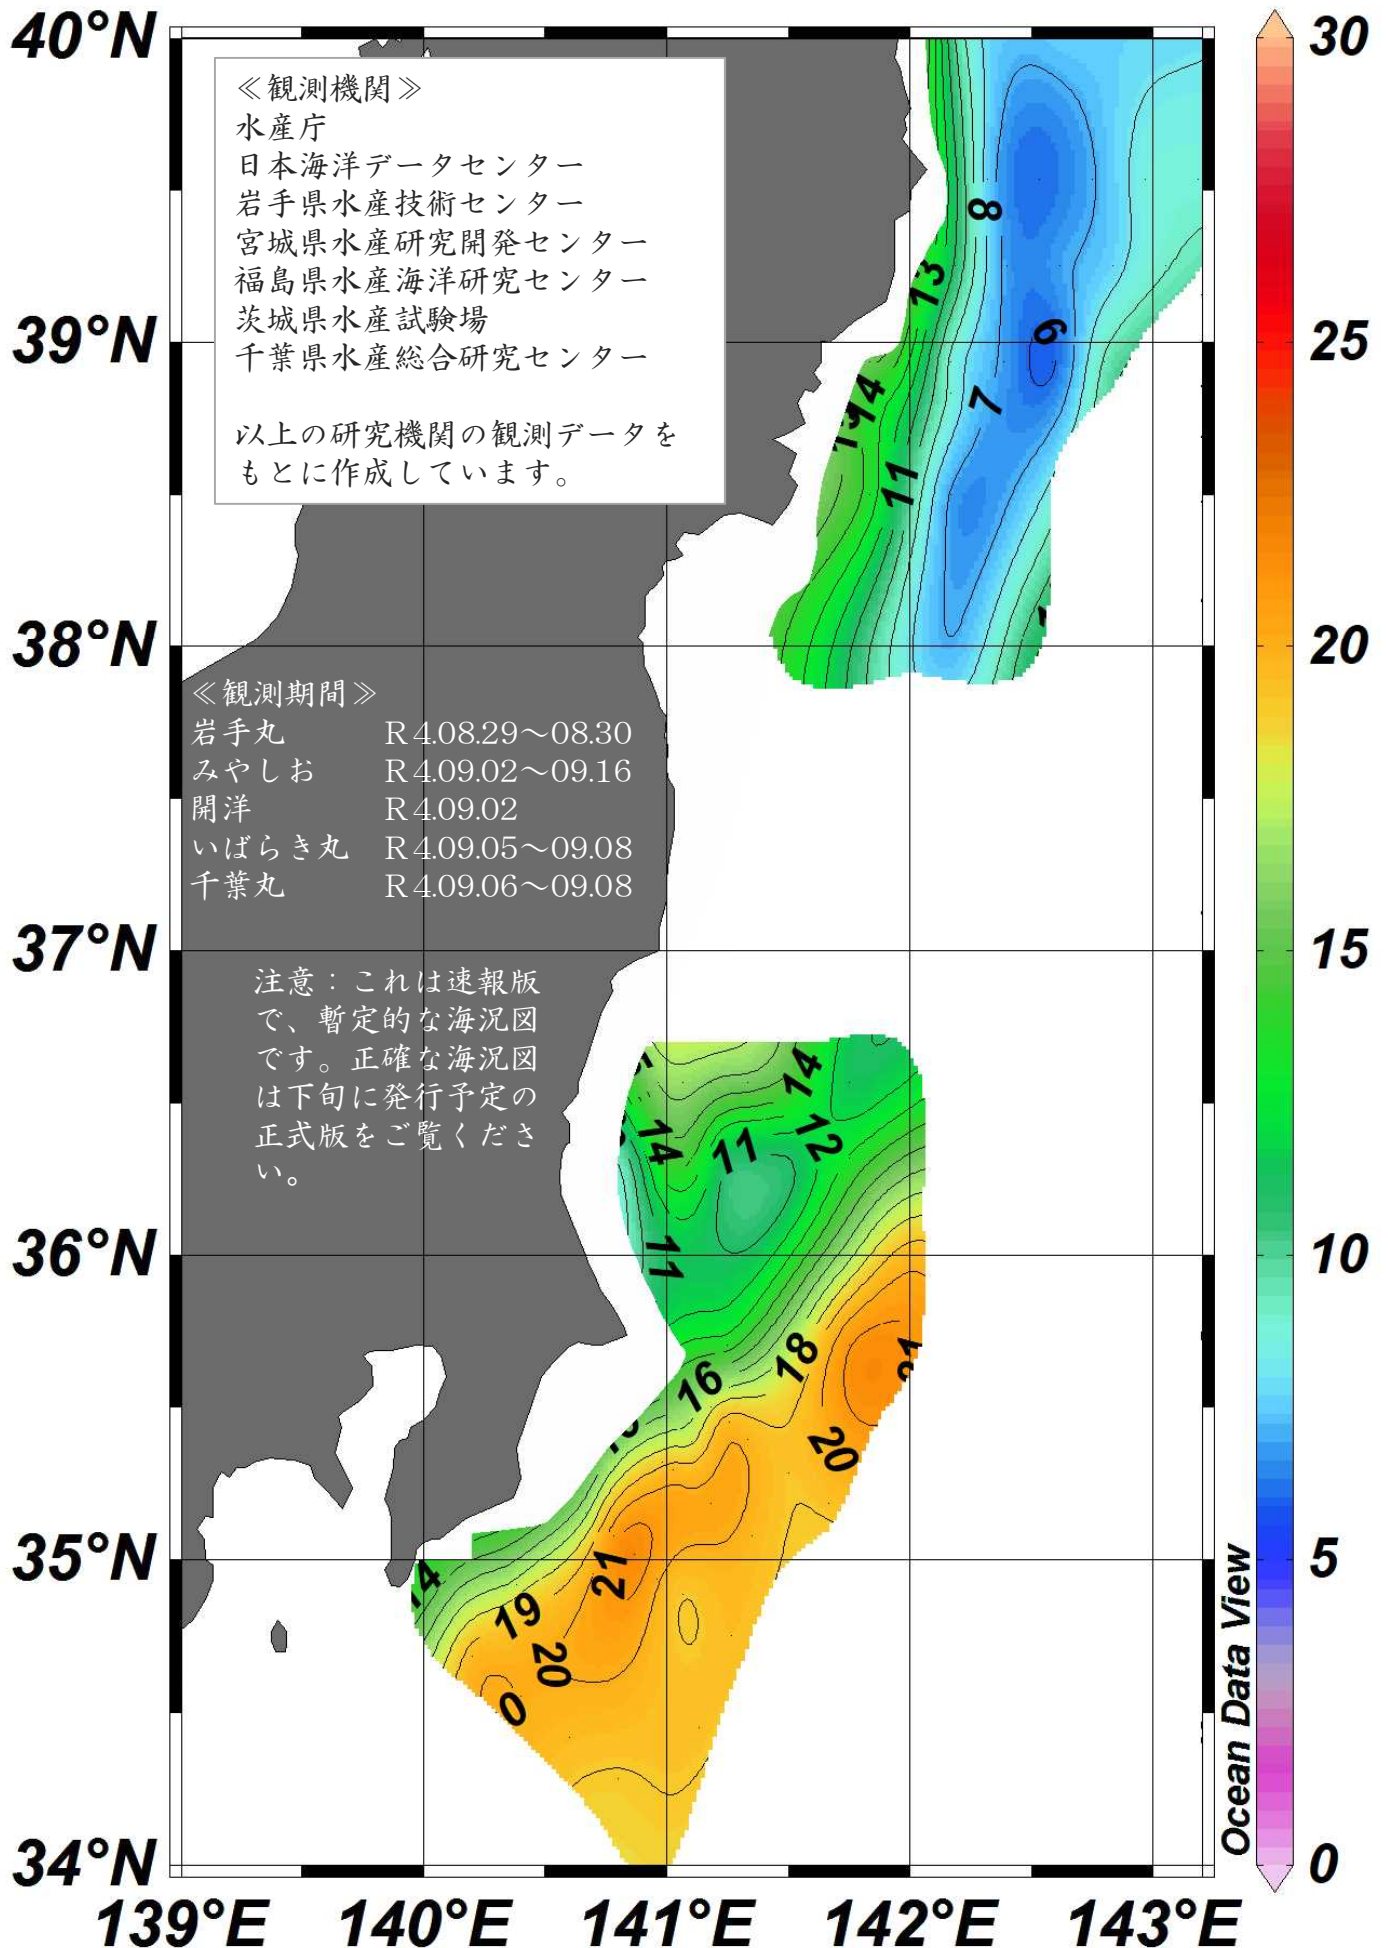 40°N
≪観測機関≫
水産庁
日本海洋データセンター
岩手県水産技術センター
宮城県水産研究開発センター
福島県水産海洋研究センター
茨城県水産試験場
千葉県水産総合研究センター
以上の研究機関の観測データを
もとに作成しています。
8
13
39°N
6
7
14
11
38°N
≪観測期間≫
岩手丸 R4.08.29～08.30
みやしお R4.09.02～09.16
開洋 R4.09.02
いばらき丸 R4.09.05～09.08
千葉丸 R4.09.06～09.08
37°N
注意：これは速報版
で、暫定的な海況図
です。正確な海況図
は下旬に発行予定の
正式版をご覧くださ
い。
14
12
14
11
11
36°N
18
16
21
20
35°N
21
14
19
20
0
34°N
139°E 140°E 141°E 142°E 143°E
30
25
20
15
10
5
0
Ocean Data View